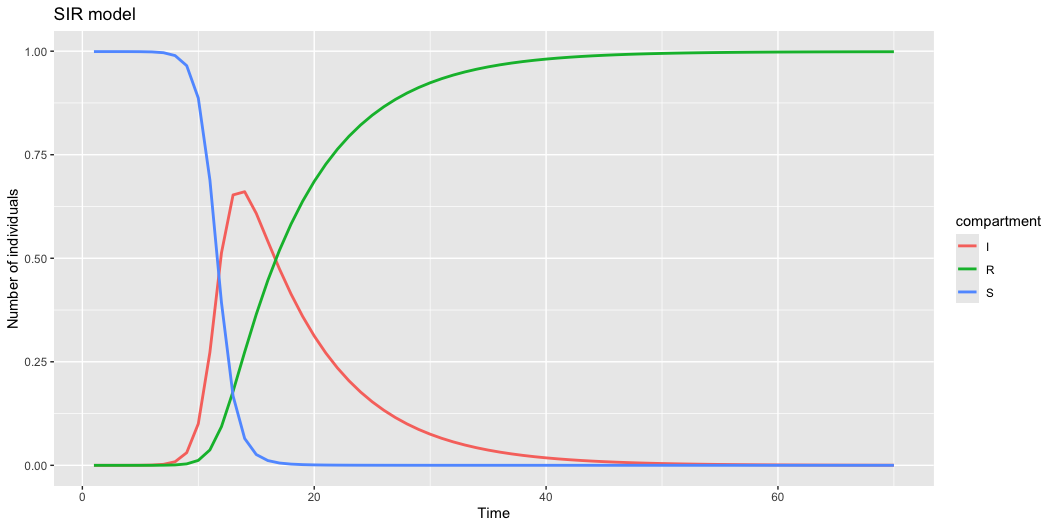 SIR model
Number of individuals
1.00
0.75
0.50
0.25
0.00
0
20
40
60
Time
compartment
I
R
S